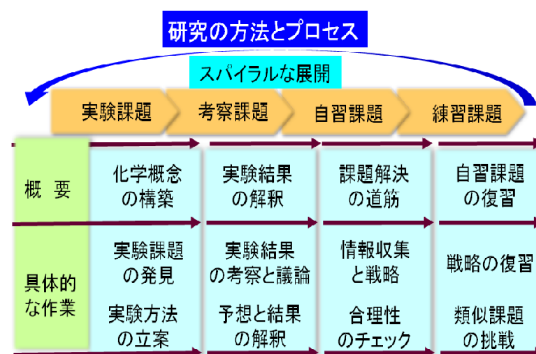 研究の方法とプロセス
スパイラルな展開
実験課題
考察課題
自習課題
練習課題
概 要
化学概念
の構築
実験結果
の解釈
課題解決
の道筋
自習課題
の復習
具体的
な作業
実験課題
の発見
実験方法
の立案
実験結果
の考察と議論
予想と結果
の解釈
情報収集
と戦略
合理性
のチェック
戦略の復習
類似課題
の挑戦